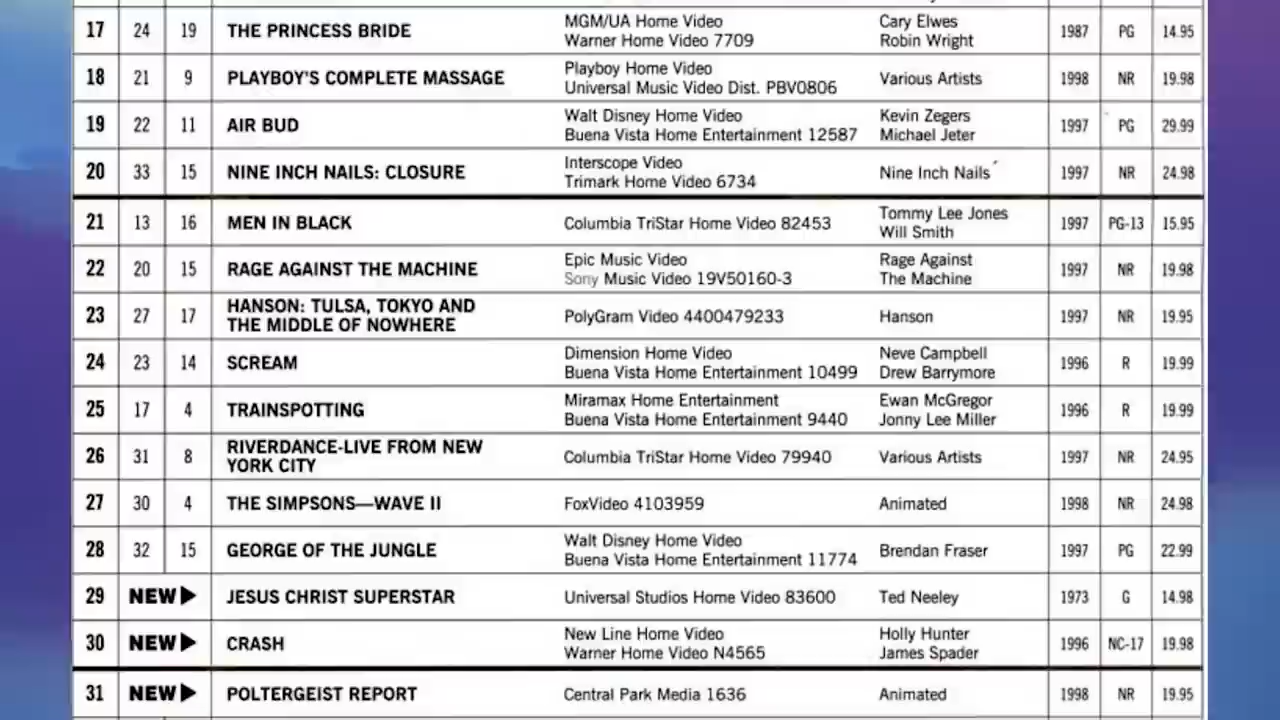 17 24 19 THE PRINCESS BRIDE MGM/UA Home Video Warner Home Video 7709 Cary Elwes Robin Wright 1987 PG 14.95
18 21 9 PLAYBOY'S COMPLETE MASSAGE Playboy Home Video Universal Music Video Dist. PBV0806 Various Artists 1998 NR 19.98
19 22 11 AIR BUD Walt Disney Home Video Buena Vista Home Entertainment 12587 Kevin Zegers Michael Jeter 1997 PG 29.99
20 33 15 NINE INCH NAILS: CLOSURE Interscope Video Trimark Home Video 6734 Nine Inch Nails 1997 NR 24.98
21 13 16 MEN IN BLACK Columbia TriStar Home Video 82453 Tommy Lee Jones Will Smith 1997 PG-13 15.95
22 20 15 RAGE AGAINST THE MACHINE Epic Music Video Sony Music Video 19V50160-3 Rage Against The Machine 1997 NR 19.98
23 27 17 HANSON: TULSA, TOKYO AND THE MIDDLE OF NOWHERE PolyGram Video 4400479233 Hanson 1997 NR 19.95
24 23 14 SCREAM Dimension Home Video Buena Vista Home Entertainment 10499 Neve Campbell Drew Barrymore 1996 R 19.99
25 17 4 TRAINSPOTTING Miramax Home Entertainment Buena Vista Home Entertainment 9440 Ewan McGregor Jonny Lee Miller 1996 R 19.99
26 31 8 RIVERDANCE-LIVE FROM NEW YORK CITY Columbia TriStar Home Video 79940 Various Artists 1997 NR 24.95
27 30 4 THE SIMPSONS—WAVE II FoxVideo 4103959 Animated 1998 NR 24.98
28 32 15 GEORGE OF THE JUNGLE Walt Disney Home Video Buena Vista Home Entertainment 11774 Brendan Fraser 1997 PG 22.99
29 NEW▶ JESUS CHRIST SUPERSTAR Universal Studios Home Video 83600 Ted Neeley 1973 G 14.98
30 NEW▶ CRASH New Line Home Video Warner Home Video N4565 Holly Hunter James Spader 1996 NC-17 19.98
31 NEW▶ POLTERGEIST REPORT Central Park Media 1636 Animated 1998 NR 19.95